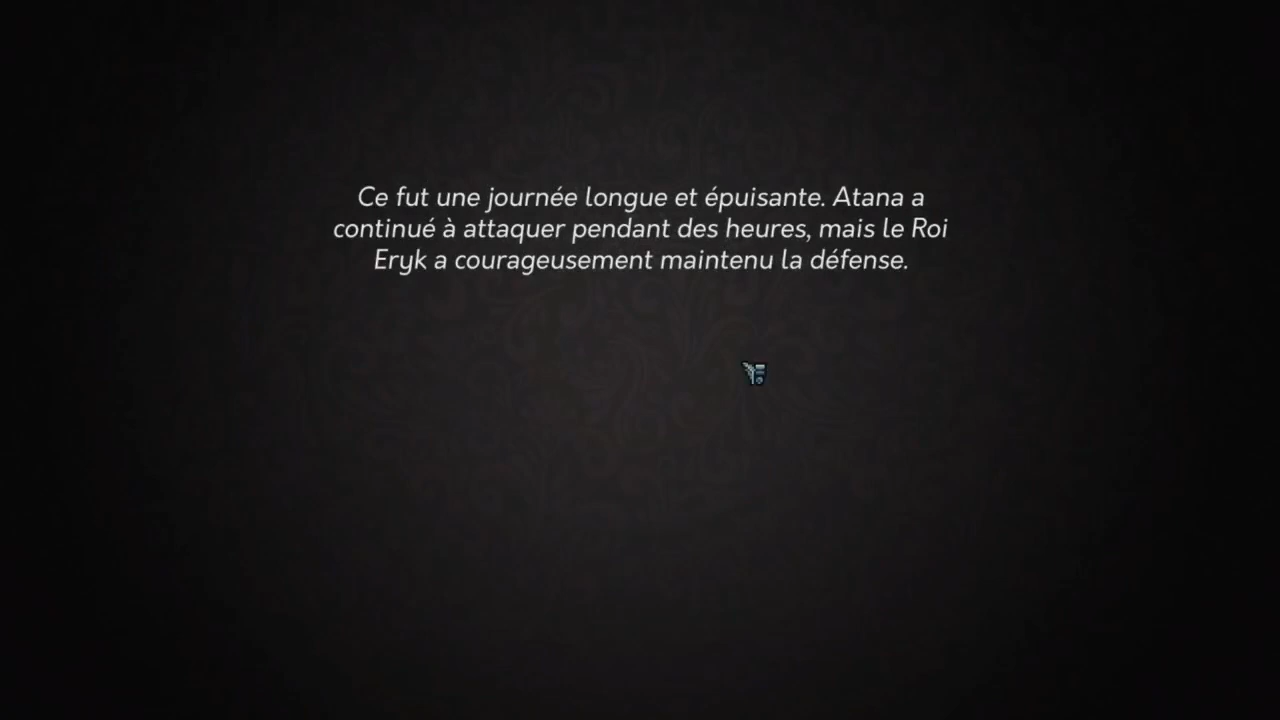 Ce fut une journée longue et épuisante. Atana a
continué à attaquer pendant des heures, mais le Roi
Eryk a courageusement maintenu la défense.